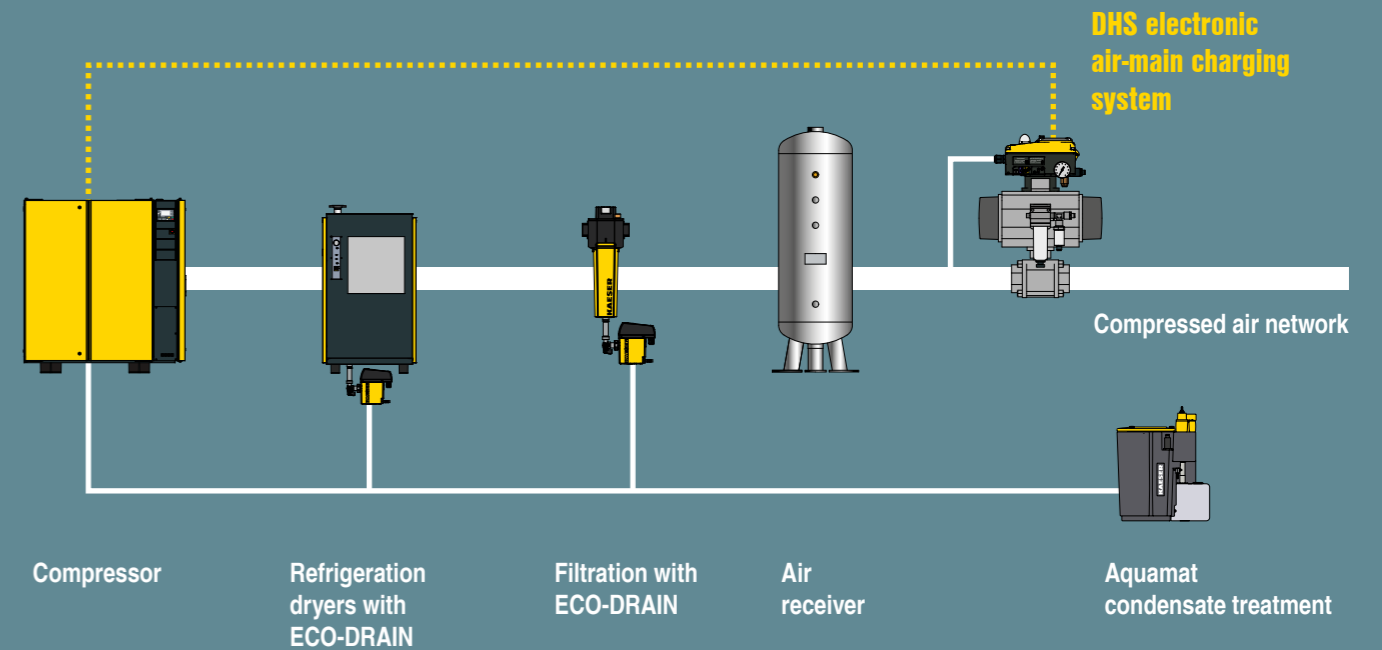 DHS electronic
air-main charging
system
KAESER
Compressed air network
KAESER
Compressor
Refrigeration
dryers with
ECO-DRAIN
Filtration with
ECO-DRAIN
Air
receiver
Aquamat
condensate treatment